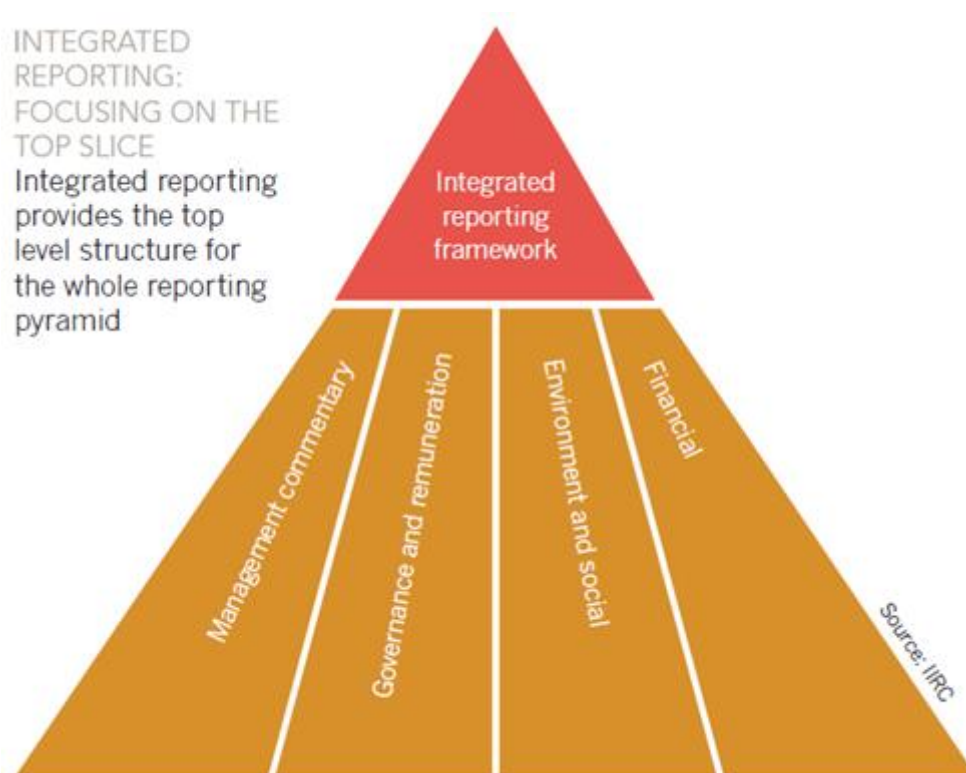 INTEGRATED
REPORTING:
FOCUSING ON THE
TOP SLICE
Integrated reporting
provides the top
level structure for
the whole reporting
pyramid
Integrated
reporting
framework
Management commentary
Governance and remuneration
Environment and social
Financial
Source: IIRC